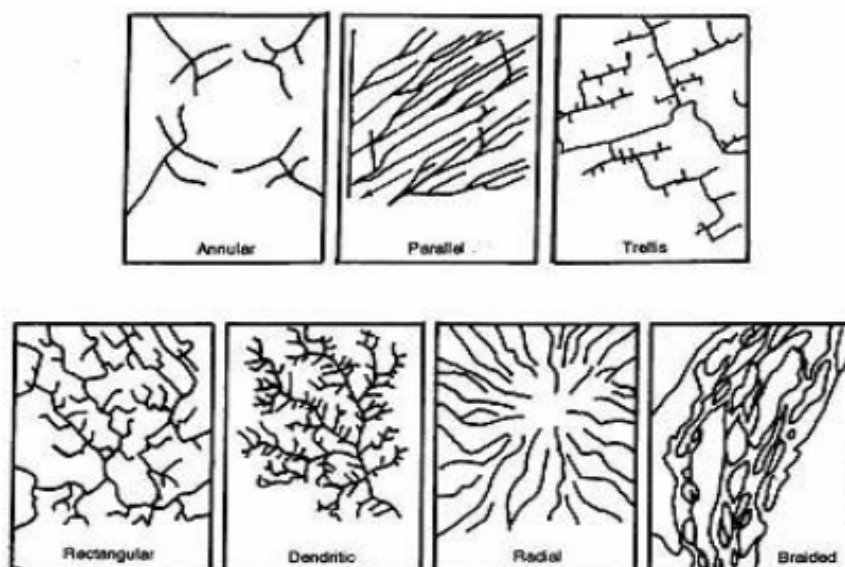 Annular
Parallel
Trellis
Rectangular
Dendritic
Radial
Braided